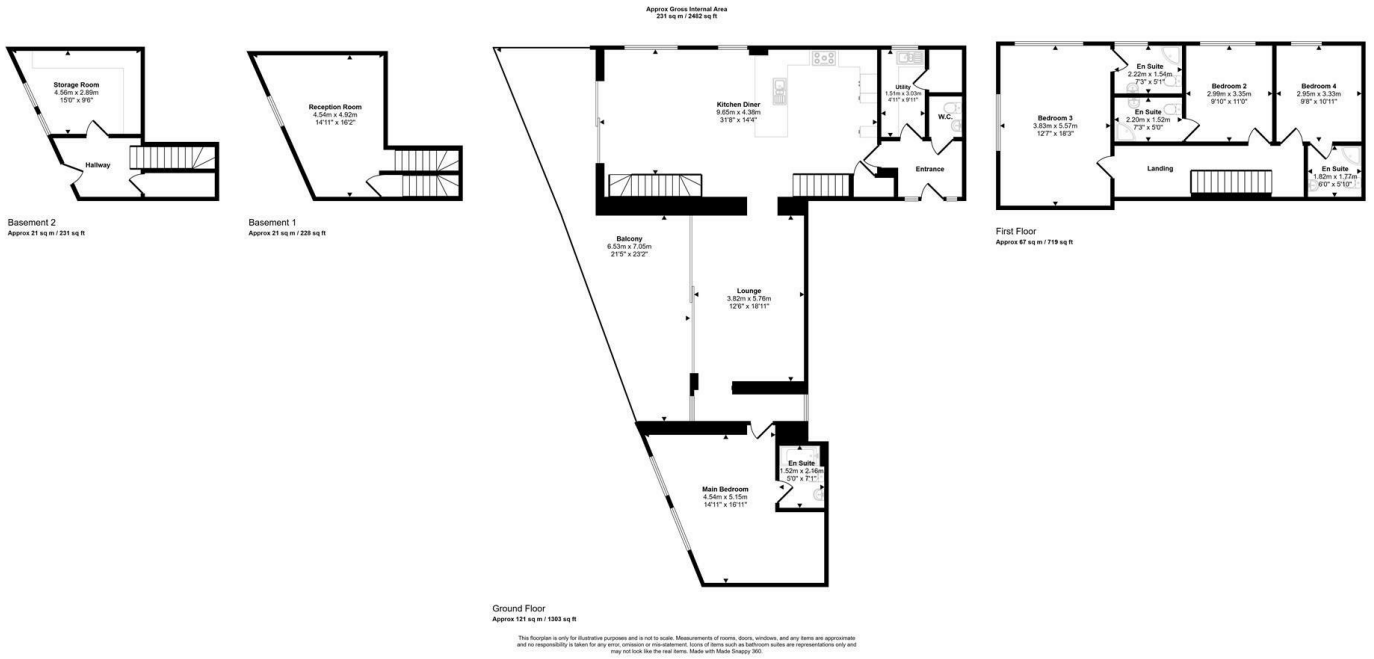 Approx Gross Internal Area
231 sq m / 2482 sq ft
Storage Room
4.56m x 2.89m
15'0" x 9'6"
Hallway
Basement 2
Approx 21 sq m / 231 sq ft
Reception Room
4.54m x 4.92m
14'11" x 16'2"
Basement 1
Approx 21 sq m / 228 sq ft
Kitchen Diner
9.65m x 4.38m
31'8" x 14'4"
Utility
1.51m x 3.03m
4'11" x 9'11"
W.C.
Entrance
Balcony
6.53m x 7.05m
21'5" x 23'2"
Lounge
3.82m x 5.76m
12'6" x 18'11"
Main Bedroom
4.54m x 5.15m
14'11" x 16'11"
En Suite
1.52m x 2.16m
5'0" x 7'1"
Ground Floor
Approx 121 sq m / 1303 sq ft
Bedroom 3
3.83m x 5.57m
12'7" x 18'3"
En Suite
2.22m x 1.54m
7'3" x 5'1"
En Suite
2.20m x 1.52m
7'3" x 5'0"
Bedroom 2
2.99m x 3.35m
9'10" x 11'0"
Bedroom 4
2.95m x 3.33m
9'8" x 10'11"
Landing
En Suite
1.82m x 1.77m
6'0" x 5'10"
First Floor
Approx 67 sq m / 719 sq ft
This floorplan is only for illustrative purposes and is not to scale. Measurements of rooms, doors, windows, and any items are approximate
and no responsibility is taken for any error, omission or mis-statement. Icons of items such as bathroom suites are representations only and
may not look like the real items. Made with Made Snappy 360.